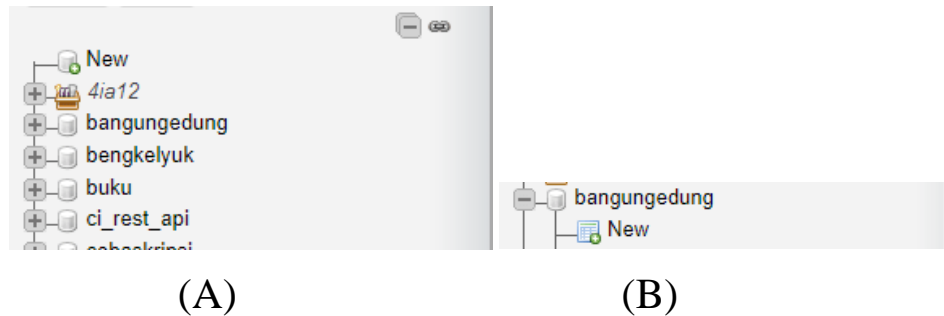 New
4ia12
bangungedung
bengkelyuk
buku
ci_rest_api
bangungedung
New
(A)
(B)